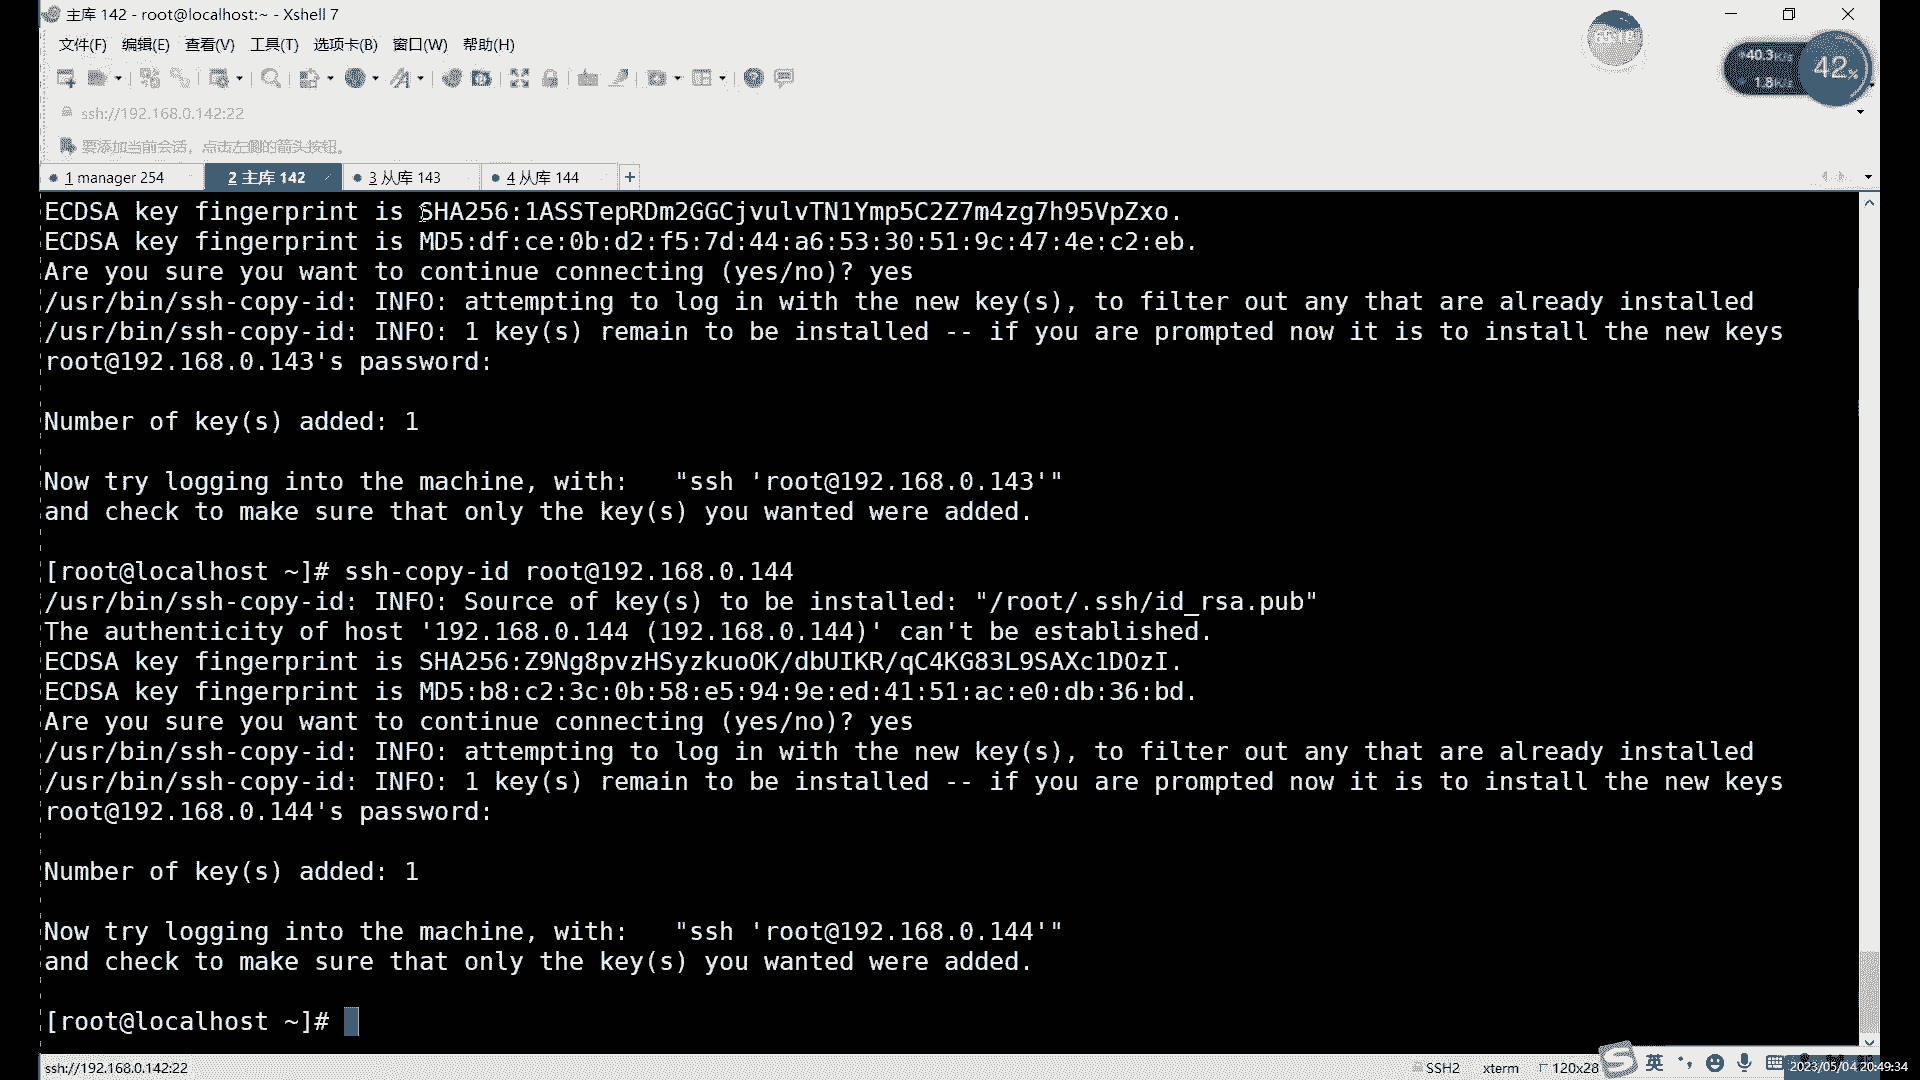 主库 142 - root@localhost:~ - Xshell 7
文件(F) 编辑(E) 查看(V) 工具(T) 选项卡(B) 窗口(W) 帮助(H)
40.3K/s
1.8K/s
42%
ssh://192.168.0.142:22
要添加当前会话，点击左侧的箭头按钮。
1 manager 254 2 主库 142 3 从库 143 4 从库 144 +
ECDSA key fingerprint is SHA256:1ASSTepRDm2GGCjvulvTN1Ymp5C2Z7m4zg7h95VpZxo.
ECDSA key fingerprint is MD5:df:ce:0b:d2:f5:7d:44:a6:53:30:51:9c:47:4e:c2:eb.
Are you sure you want to continue connecting (yes/no)? yes
/usr/bin/ssh-copy-id: INFO: attempting to log in with the new key(s), to filter out any that are already installed
/usr/bin/ssh-copy-id: INFO: 1 key(s) remain to be installed -- if you are prompted now it is to install the new keys
root@192.168.0.143's password:
Number of key(s) added: 1
Now try logging into the machine, with:   "ssh 'root@192.168.0.143'"
and check to make sure that only the key(s) you wanted were added.
[root@localhost ~]# ssh-copy-id root@192.168.0.144
/usr/bin/ssh-copy-id: INFO: Source of key(s) to be installed: "/root/.ssh/id_rsa.pub"
The authenticity of host '192.168.0.144 (192.168.0.144)' can't be established.
ECDSA key fingerprint is SHA256:Z9Ng8pvzHSyzkuoOK/dbUIKR/qC4KG83L9SAXc1DOzI.
ECDSA key fingerprint is MD5:b8:c2:3c:0b:58:e5:94:9e:ed:41:51:ac:e0:db:36:bd.
Are you sure you want to continue connecting (yes/no)? yes
/usr/bin/ssh-copy-id: INFO: attempting to log in with the new key(s), to filter out any that are already installed
/usr/bin/ssh-copy-id: INFO: 1 key(s) remain to be installed -- if you are prompted now it is to install the new keys
root@192.168.0.144's password:
Number of key(s) added: 1
Now try logging into the machine, with:   "ssh 'root@192.168.0.144'"
and check to make sure that only the key(s) you wanted were added.
[root@localhost ~]#
ssh://192.168.0.142:22 SSH2 xterm 120x28 英 2023/05/04 20:49:34